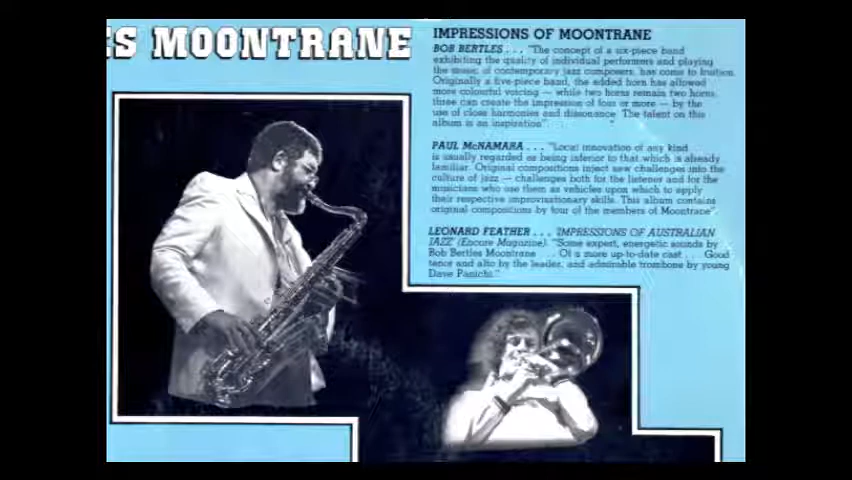 ES MOONTRANE
IMPRESSIONS OF MOONTRANE
BOB BERTLES . . . "The concept of a six-piece band
exhibiting the quality of individual performers and playing
the music of contemporary jazz composers, has come to fruition.
Originally a five-piece band, the added horn has allowed
more colourful voicing — while two horns remain two horns,
three can create the impression of four or more — by the
use of close harmonies and dissonance. The talent on this
album is an inspiration".
PAUL McNAMARA . . . "Local innovation of any kind
is usually regarded as being inferior to that which is already
familiar. Original compositions inject new challenges into the
culture of jazz — challenges both for the listener and for the
musicians who use them as vehicles upon which to apply
their respective improvisationary skills. This album contains
original compositions by four of the members of Moontrane".
LEONARD FEATHER . . . IMPRESSIONS OF AUSTRALIAN
JAZZ (Encore Magazine). "Some expert, energetic sounds by
Bob Bertles Moontrane . . . Of a more up-to-date cast . . . Good
tenor and alto by the leader, and admirable trombone by young
Dave Panichi."